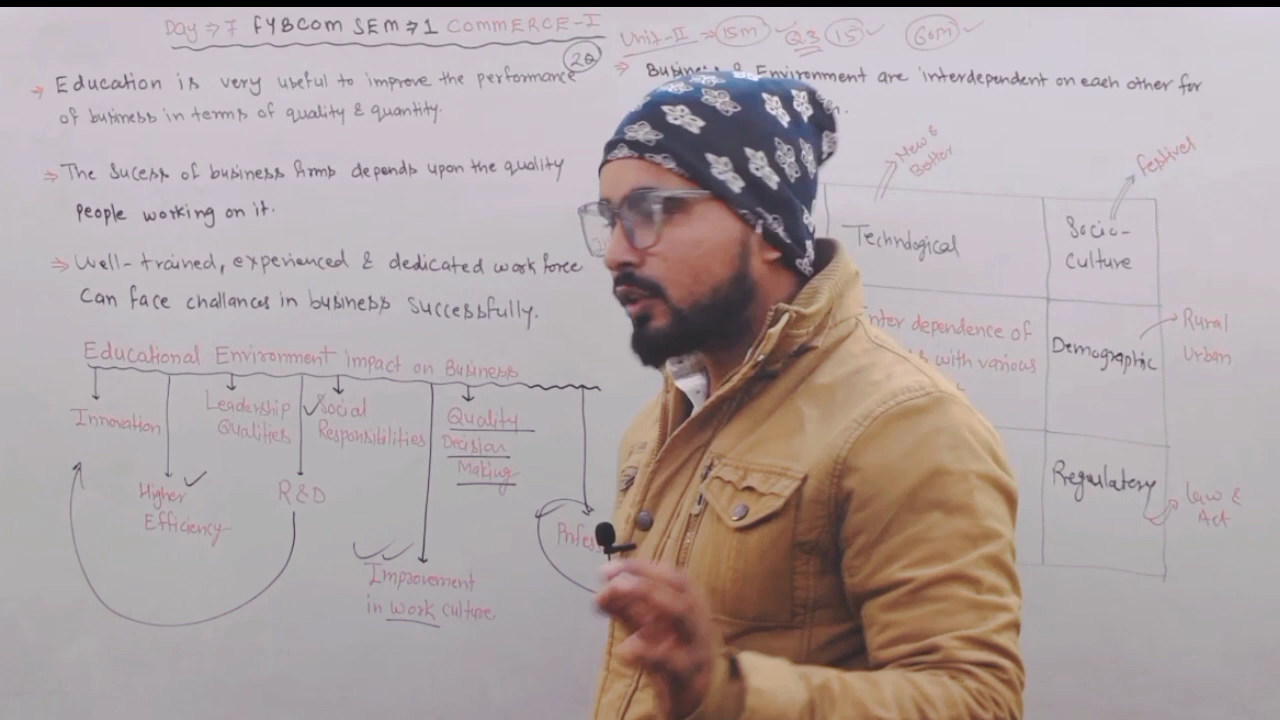 Day ⇒ 7 FYBCOM SEM ⇒ 1 COMMERCE-I
Unit-II ⇒ 15m Q3 15 60m
2Q
⇒ Education is very useful to improve the performance
of business in terms of quality & quantity.
⇒ The Sucess of business firms depends upon the quality
people working on it.
⇒ Well-trained, experienced & dedicated work force
can face challances in business successfully.
Educational Environment impact on Business
Innovation
Higher
Efficiency
Leadership
Qualities
R&D
Social
Responsibilities
Improvement
in work culture
Quality
Decision
Making
⇒ Environment are interdependent on each other for
New &
Better
Festivel
Technological
Socio-
Culture
dependence of
with various
Demographic
Rural
Urban
Regulatory
Law &
Act